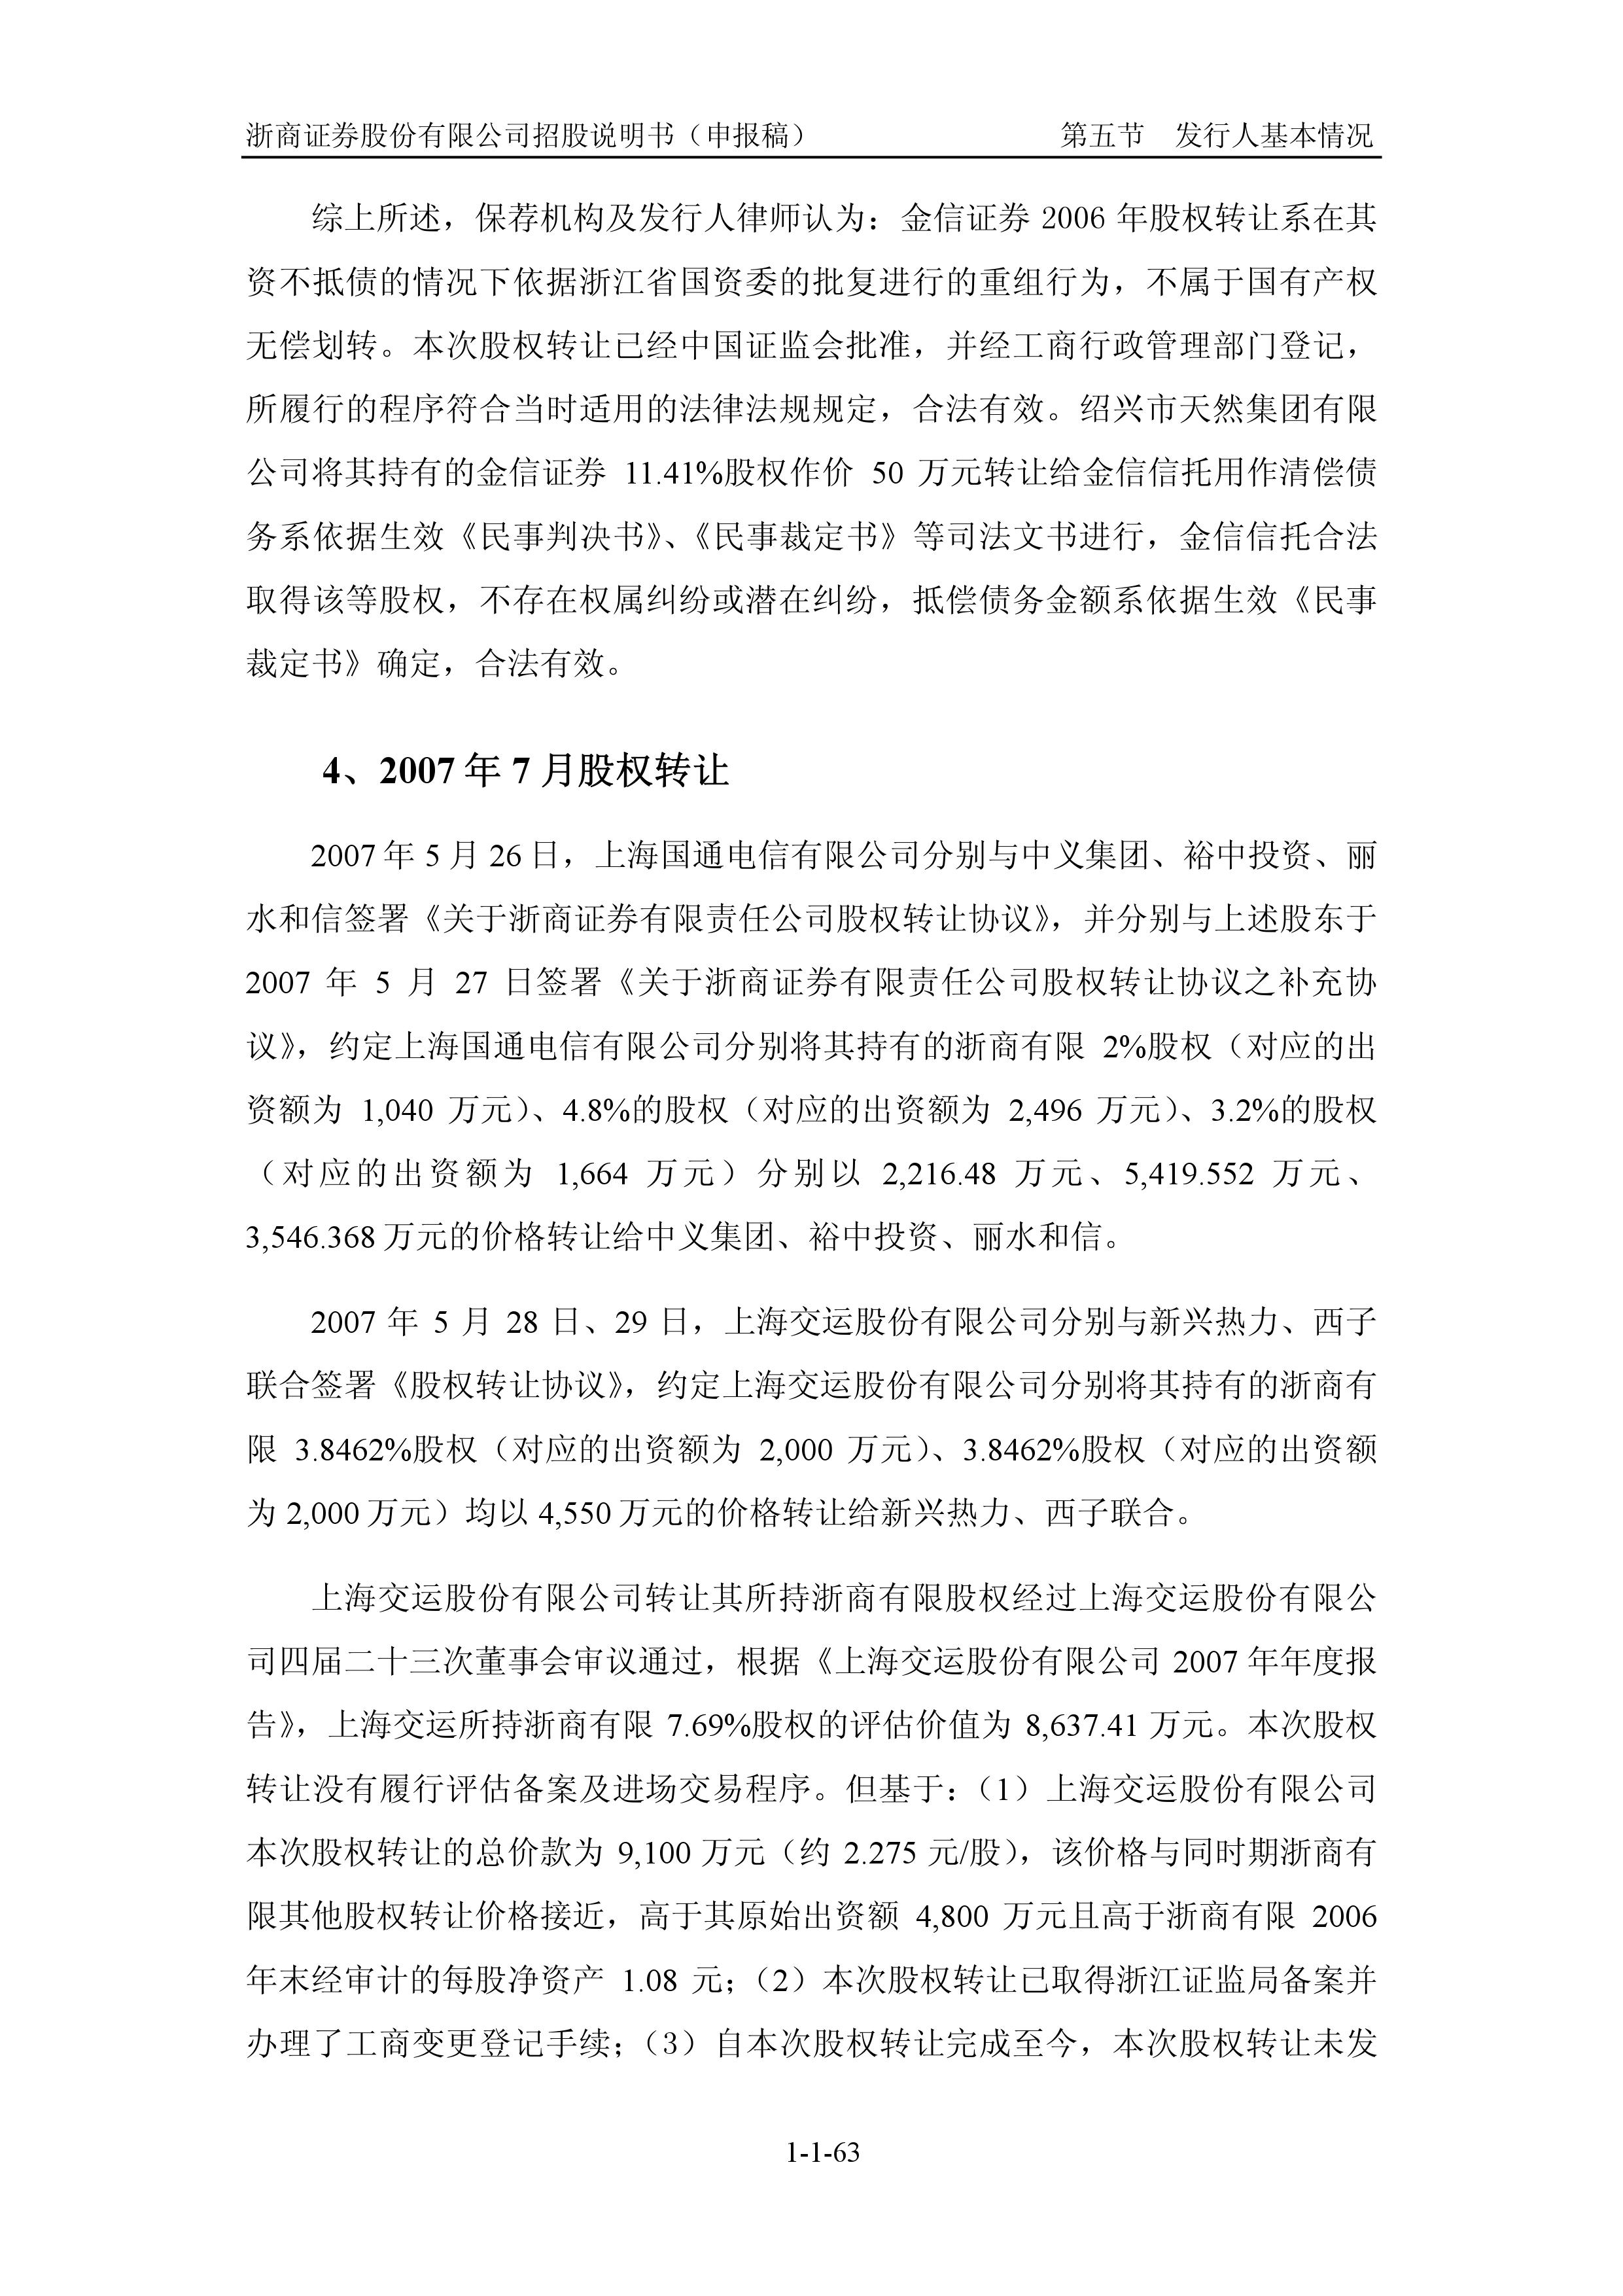 浙商证券股份有限公司招股说明书（申报稿） 第五节 发行人基本情况
综上所述，保荐机构及发行人律师认为：金信证券 2006 年股权转让系在其
资不抵债的情况下依据浙江省国资委的批复进行的重组行为，不属于国有产权
无偿划转。本次股权转让已经中国证监会批准，并经工商行政管理部门登记，
所履行的程序符合当时适用的法律法规规定，合法有效。绍兴市天然集团有限
公司将其持有的金信证券 11.41%股权作价 50 万元转让给金信信托用作清偿债
务系依据生效《民事判决书》、《民事裁定书》等司法文书进行，金信信托合法
取得该等股权，不存在权属纠纷或潜在纠纷，抵偿债务金额系依据生效《民事
裁定书》确定，合法有效。
4、2007 年 7 月股权转让
2007 年 5 月 26 日，上海国通电信有限公司分别与中义集团、裕中投资、丽
水和信签署《关于浙商证券有限责任公司股权转让协议》，并分别与上述股东于
2007 年 5 月 27 日签署《关于浙商证券有限责任公司股权转让协议之补充协
议》，约定上海国通电信有限公司分别将其持有的浙商有限 2%股权（对应的出
资额为 1,040 万元）、4.8%的股权（对应的出资额为 2,496 万元）、3.2%的股权
（对应的出资额为 1,664 万元）分别以 2,216.48 万元、5,419.552 万元、
3,546.368 万元的价格转让给中义集团、裕中投资、丽水和信。
2007 年 5 月 28 日、29 日，上海交运股份有限公司分别与新兴热力、西子
联合签署《股权转让协议》，约定上海交运股份有限公司分别将其持有的浙商有
限 3.8462%股权（对应的出资额为 2,000 万元）、3.8462%股权（对应的出资额
为 2,000 万元）均以 4,550 万元的价格转让给新兴热力、西子联合。
上海交运股份有限公司转让其所持浙商有限股权经过上海交运股份有限公
司四届二十三次董事会审议通过，根据《上海交运股份有限公司 2007 年年度报
告》，上海交运所持浙商有限 7.69%股权的评估价值为 8,637.41 万元。本次股权
转让没有履行评估备案及进场交易程序。但基于：（1）上海交运股份有限公司
本次股权转让的总价款为 9,100 万元（约 2.275 元/股），该价格与同时期浙商有
限其他股权转让价格接近，高于其原始出资额 4,800 万元且高于浙商有限 2006
年末经审计的每股净资产 1.08 元；（2）本次股权转让已取得浙江证监局备案并
办理了工商变更登记手续；（3）自本次股权转让完成至今，本次股权转让未发
1-1-63